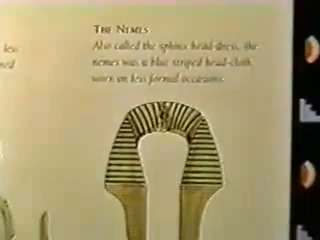 THE NEMES
less
Also called the sphinx head-dress, the
nemes was a blue striped head-cloth
worn on less formal occasions.